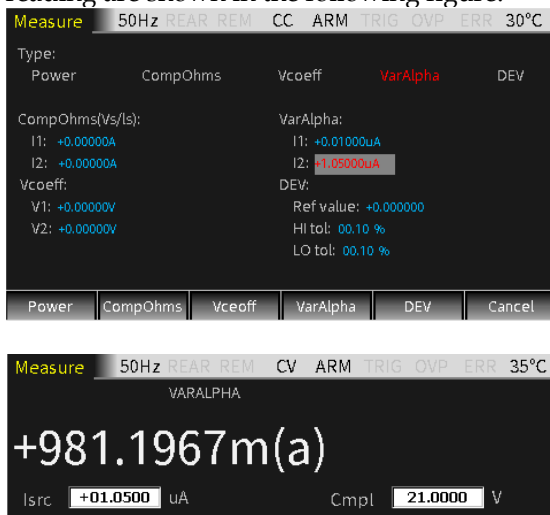 reading are shown in the following figure.
Measure 50Hz REAR REM CC ARM TRIG OVP ERR 30°C
Type:
Power CompOhms Vcoeff VarAlpha DEV
CompOhms(Vs/Is): VarAlpha:
I1: +0.00000A I1: +0.01000uA
I2: +0.00000A I2: +1.05000uA
Vcoeff: DEV:
V1: +0.00000V Ref value: +0.000000
V2: +0.00000V HI tol: 00.10 %
LO tol: 00.10 %
Power CompOhms Vceoff VarAlpha DEV Cancel
Measure 50Hz REAR REM CV ARM TRIG OVP ERR 35°C
VARALPHA
+981.1967m(a)
Isrc +01.0500 uA Cmpl 21.0000 V